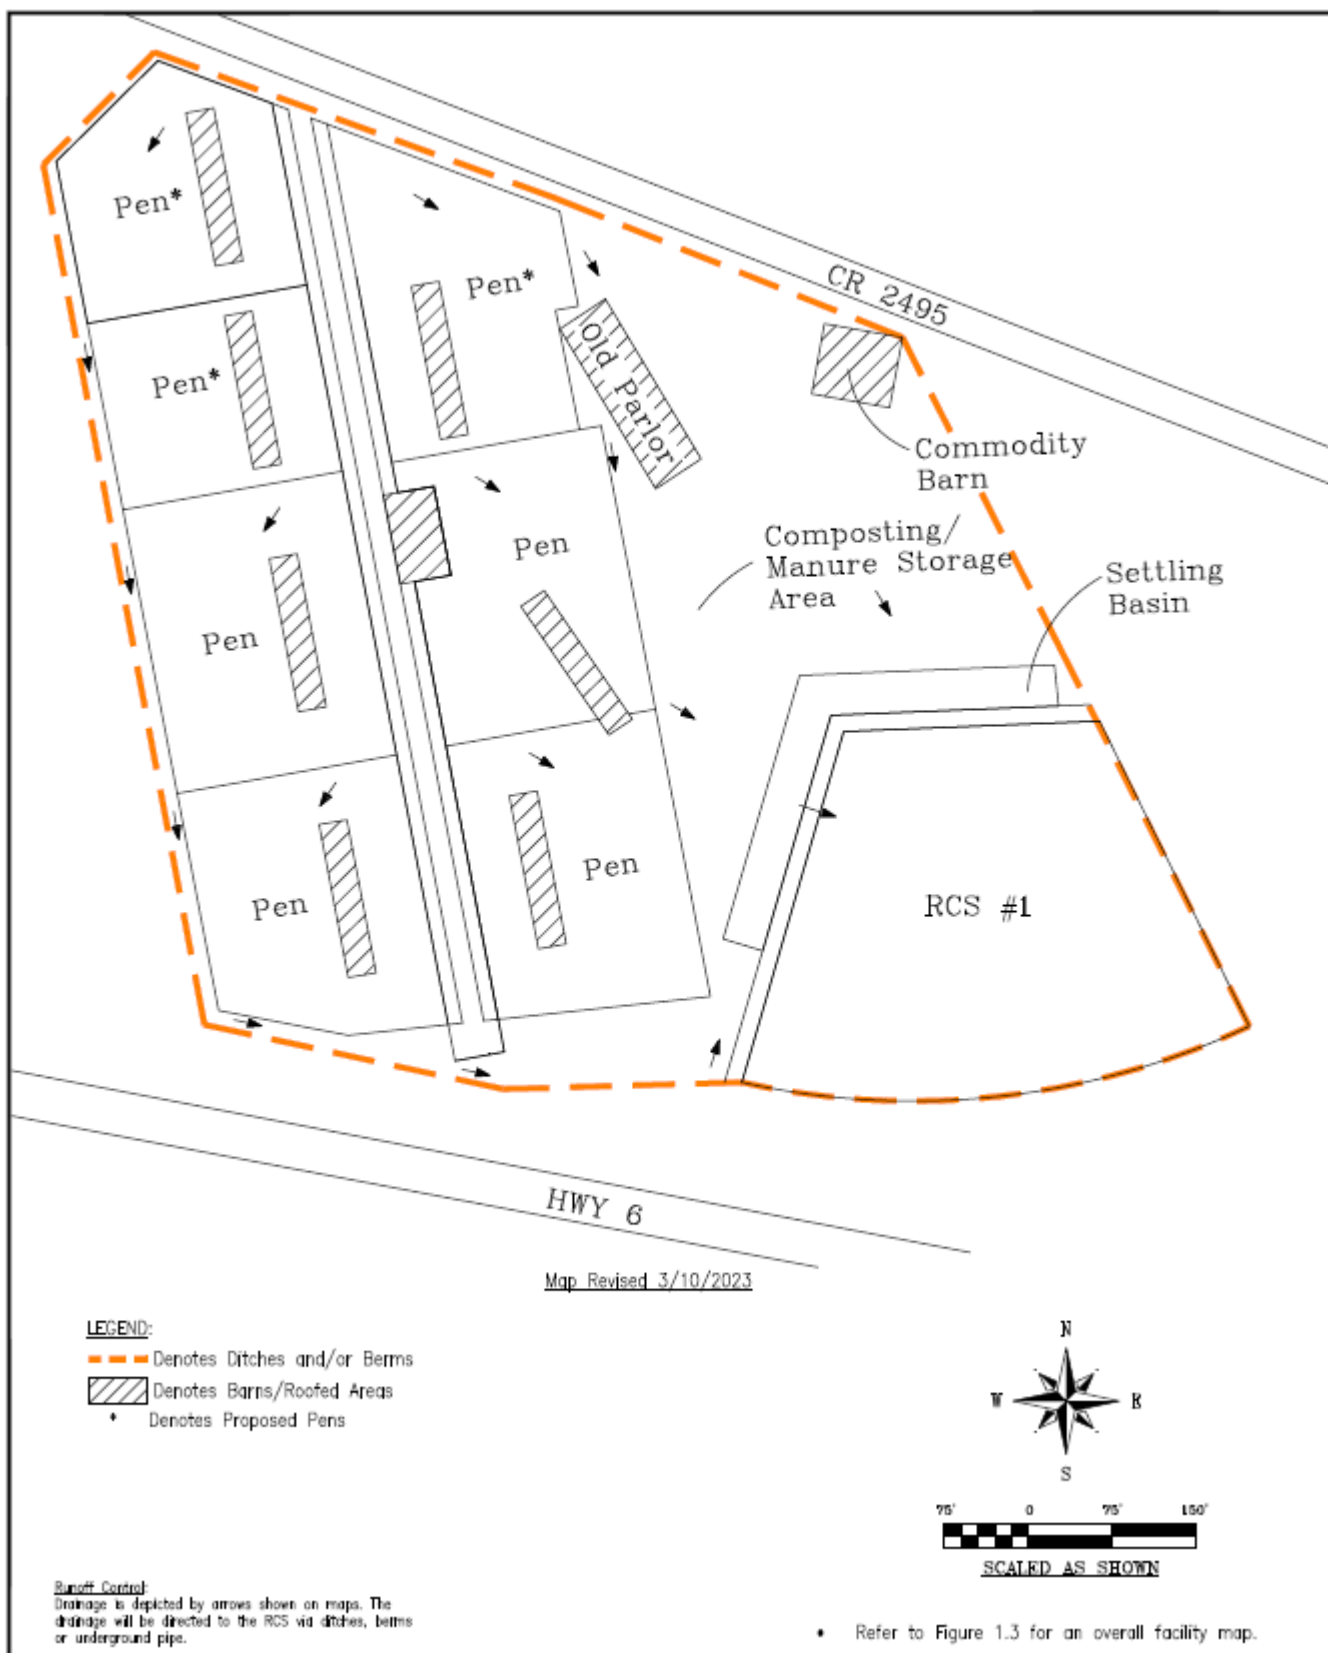 CR 2495
Pen*
Pen*
Pen*
Old Parlor
Commodity
Barn
Composting/
Manure Storage
Area
Settling
Basin
Pen
Pen
Pen
Pen
RCS #1
HWY 6
Map Revised 3/10/2023
LEGEND:
Denotes Ditches and/or Berms
Denotes Barns/Roofed Areas
* Denotes Proposed Pens
N
W
E
S
75' 0 75' 150'
SCALED AS SHOWN
Runoff Control:
Drainage is depicted by arrows shown on maps. The
drainage will be directed to the RCS via ditches, berms
or underground pipe.
• Refer to Figure 1.3 for an overall facility map.